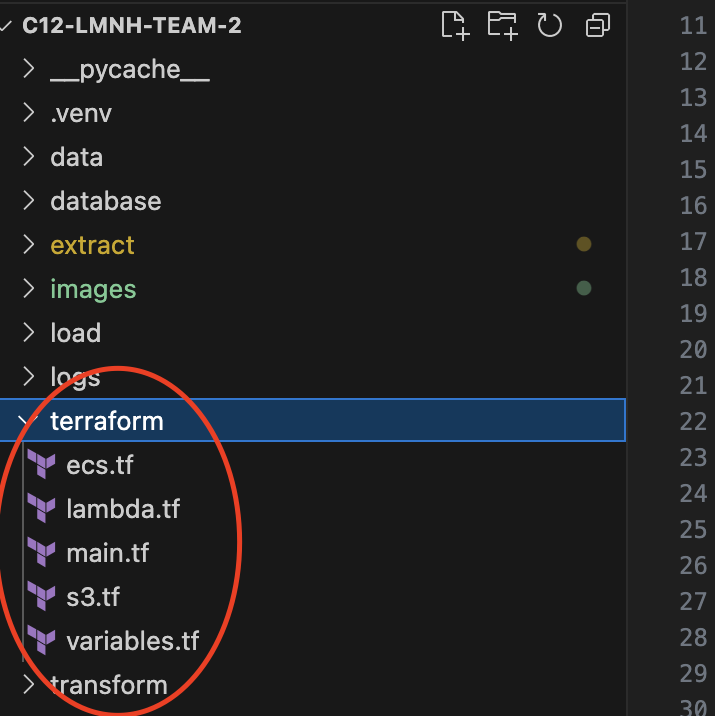 C12-LMNH-TEAM-2
__pycache__
.venv
data
database
extract
images
load
logs
terraform
ecs.tf
lambda.tf
main.tf
s3.tf
variables.tf
transform
11
12
13
14
15
16
17
18
19
20
21
22
23
24
25
26
27
28
29
30